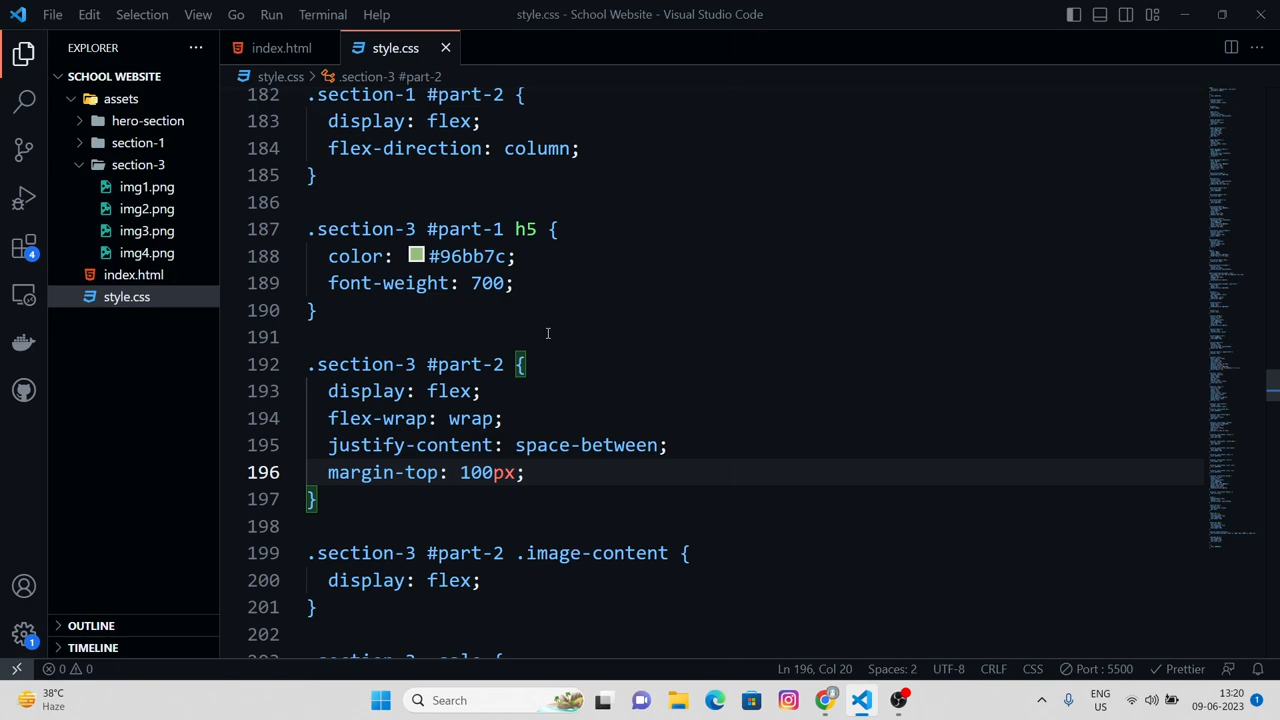 File Edit Selection View Go Run Terminal Help style.css - School Website - Visual Studio Code
EXPLORER
index.html
style.css
SCHOOL WEBSITE
style.css > .section-3 #part-2
assets
hero-section
section-1
section-3
img1.png
img2.png
img3.png
img4.png
index.html
style.css
OUTLINE
TIMELINE
4
1
182 .section-1 #part-2 {
183 display: flex;
184 flex-direction: column;
185 }
186
187 .section-3 #part-1 h5 {
188 color: #96bb7c;
189 font-weight: 700;
190 }
191
192 .section-3 #part-2 {
193 display: flex;
194 flex-wrap: wrap;
195 justify-content: space-between;
196 margin-top: 100px
197 }
198
199 .section-3 #part-2 .image-content {
200 display: flex;
201 }
202
0 0 Ln 196, Col 20 Spaces: 2 UTF-8 CRLF CSS Port : 5500 Prettier
38°C
Haze
Search
ENG
US
13:20
09-06-2023
1